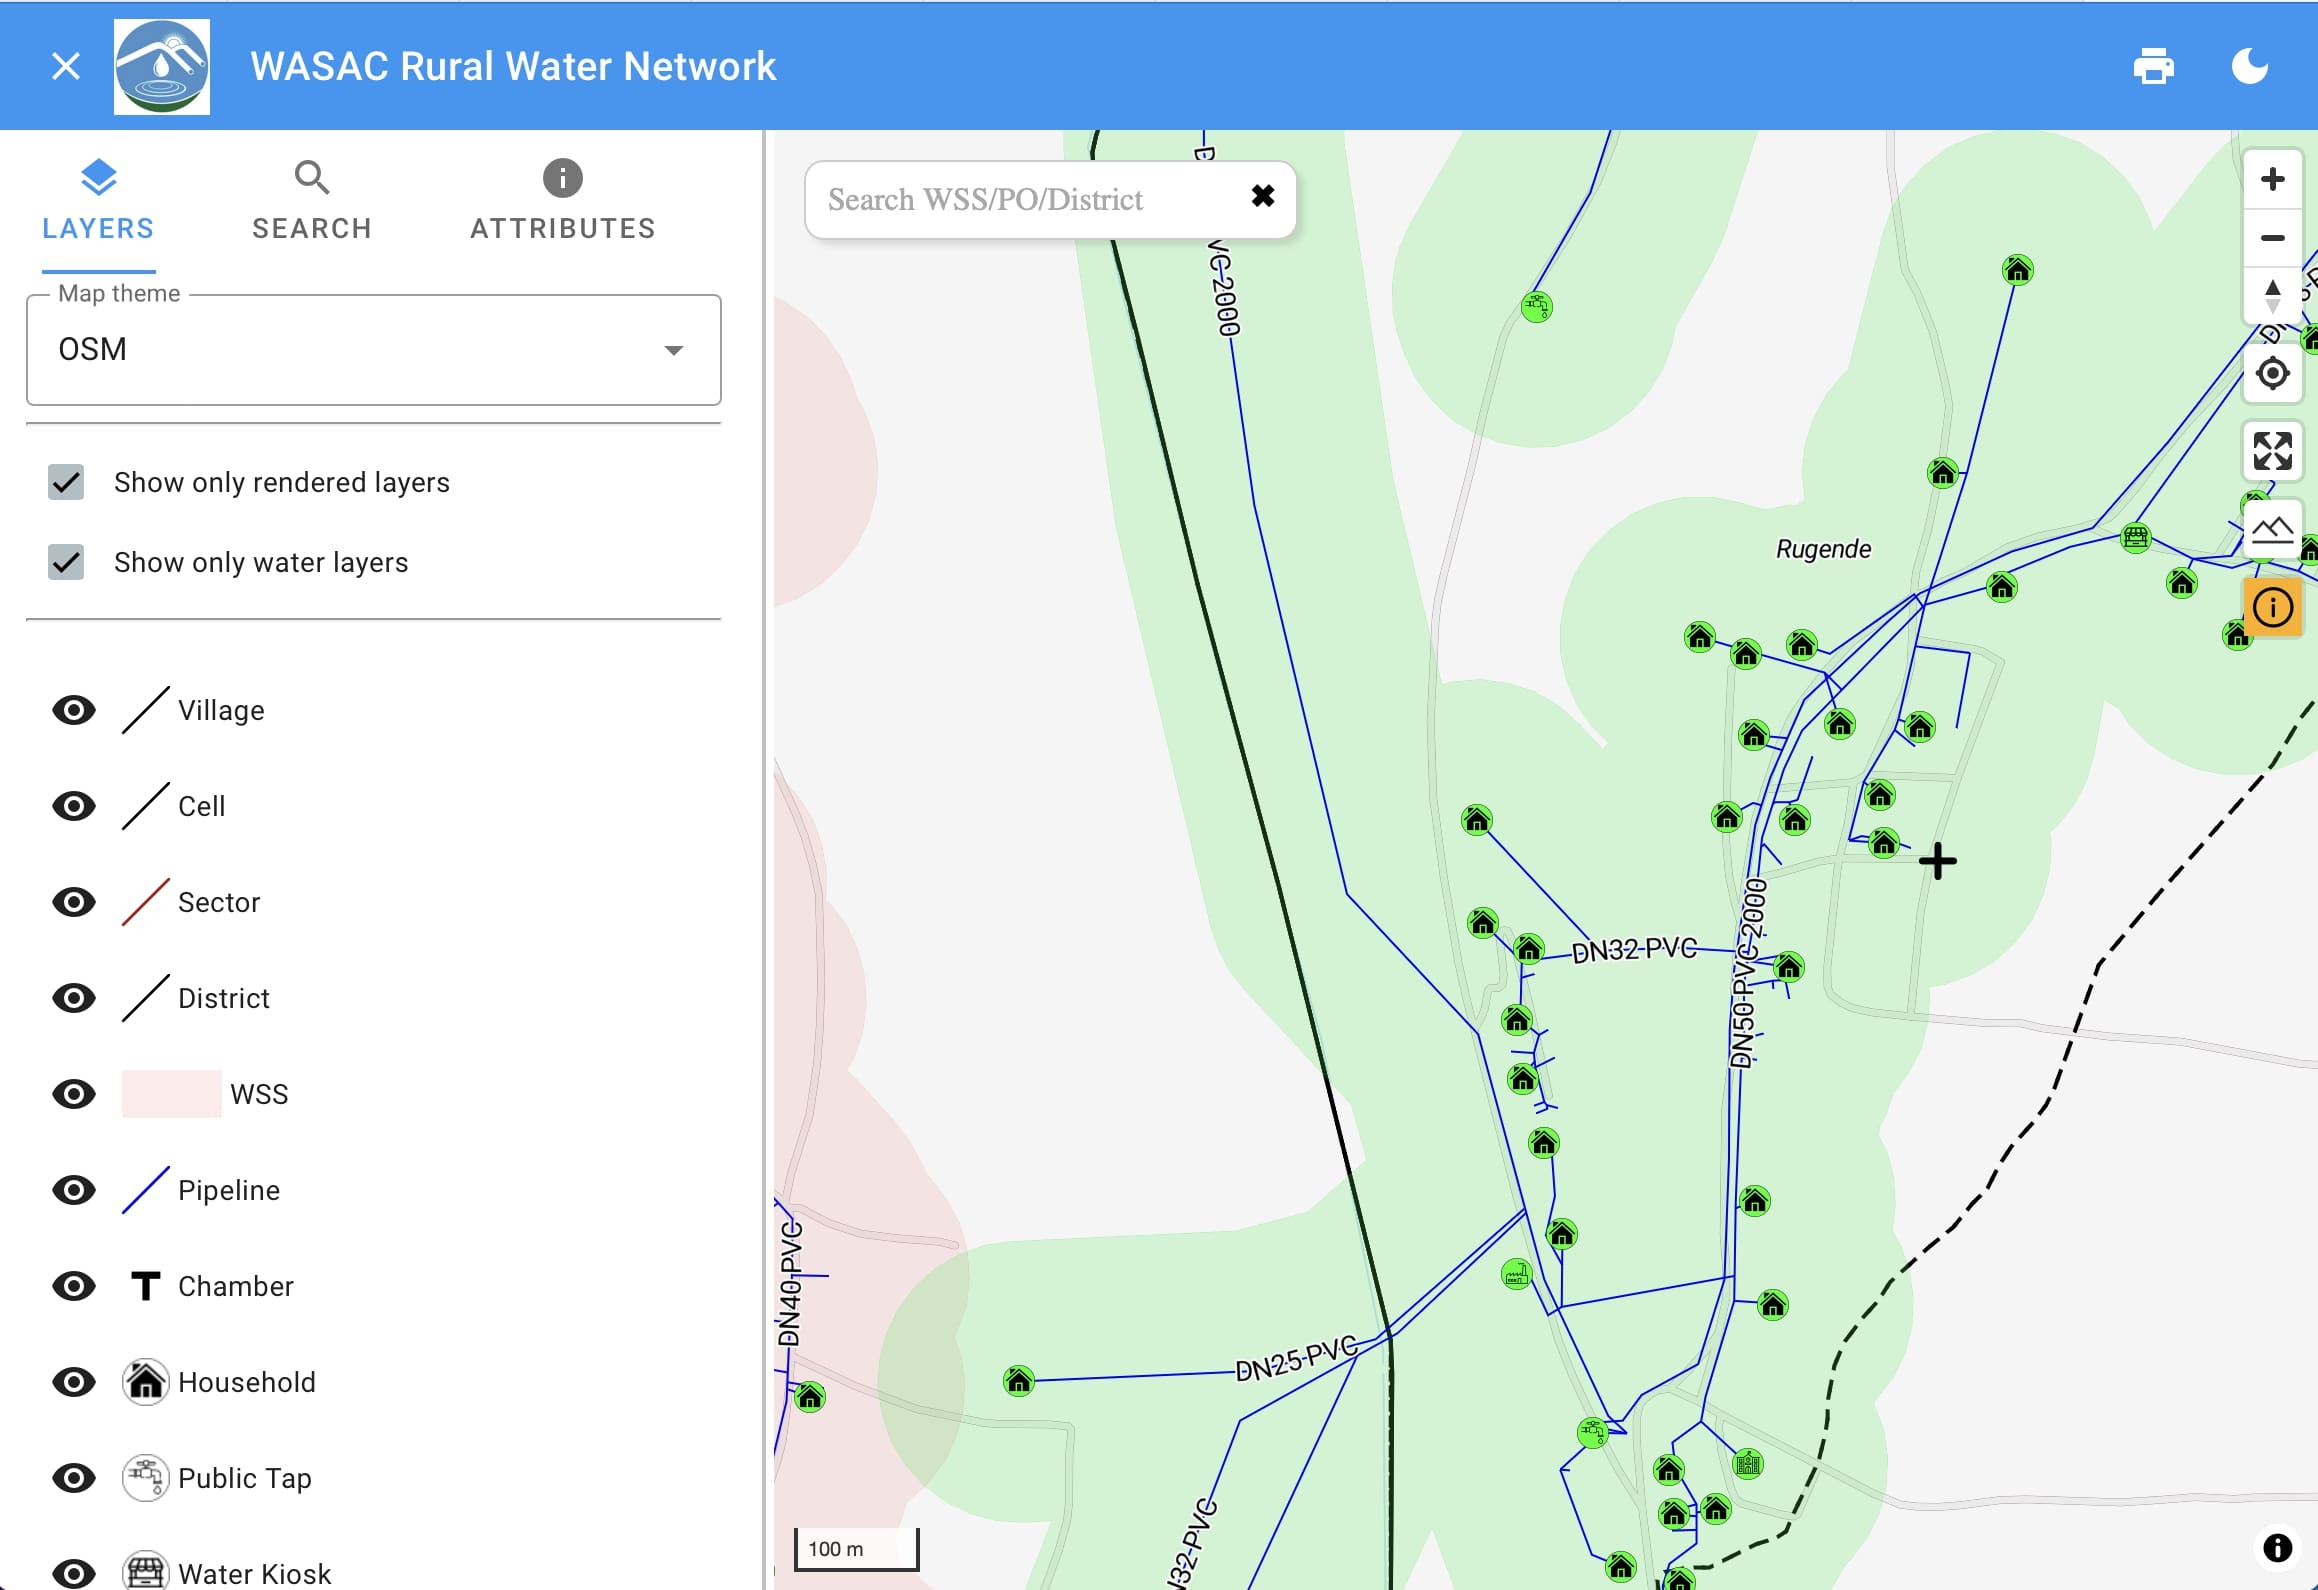 WASAC Rural Water Network
LAYERS
SEARCH
ATTRIBUTES
Map theme
OSM
Show only rendered layers
Show only water layers
Village
Cell
Sector
District
WSS
Pipeline
Chamber
Household
Public Tap
Water Kiosk
Search WSS/PO/District
VC 2000
Rugende
DN32 PVC
DN50 PVC 2000
DN40 PVC
DN25 PVC
32 PVC
100 m